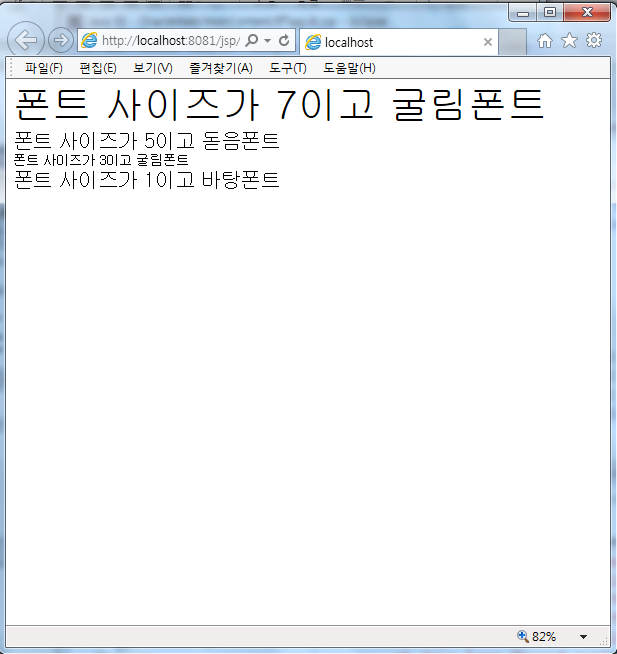 http://localhost:8081/jsp/
localhost
파일(F) 편집(E) 보기(V) 즐겨찾기(A) 도구(T) 도움말(H)
폰트 사이즈가 7이고 굴림폰트
폰트 사이즈가 5이고 돋음폰트
폰트 사이즈가 3이고 굴림폰트
폰트 사이즈가 1이고 바탕폰트
82%